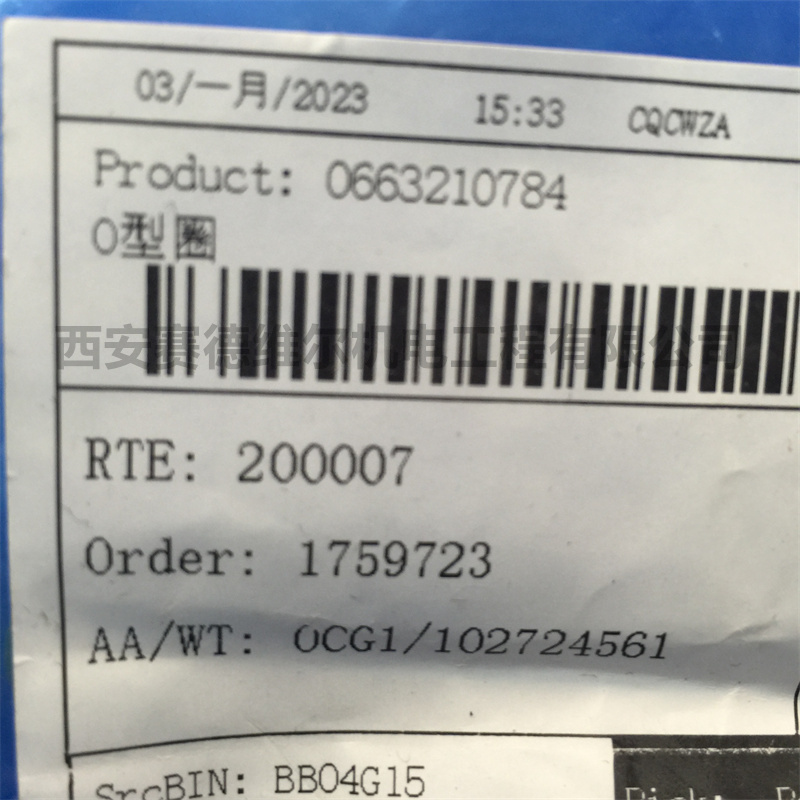 03/一月/2023 15:33 CQCWZA
Product: 0663210784
O型圈
西安赛德维尔机电工程有限公司
RTE: 200007
Order: 1759723
AA/WT: OCG1/102724561
SrcBIN: BB04G15